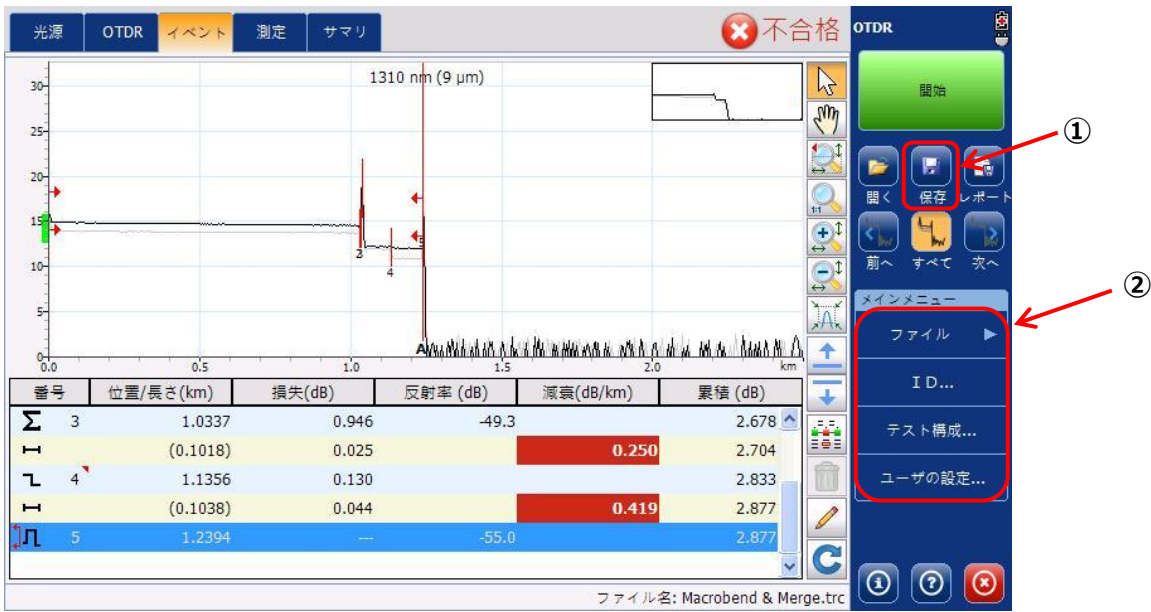 光源 OTDR イベント 測定 サマリ 不合格 OTDR
1310 nm (9 µm)
30
25
20
15
10
5
0
0.0 0.5 1.0 1.5 2.0 km
3
4
5
A
1:1
開始
①
開く 保存 レポート
前へ すべて 次へ
②
メインメニュー
ファイル
ＩＤ...
テスト構成...
ユーザの設定...
番号 位置/長さ(km) 損失(dB) 反射率 (dB) 減衰(dB/km) 累積 (dB)
Σ 3 1.0337 0.946 -49.3 2.678
(0.1018) 0.025 0.250 2.704
4 1.1356 0.130 2.833
(0.1038) 0.044 0.419 2.877
5 1.2394 --- -55.0 2.877
ファイル名: Macrobend & Merge.trc